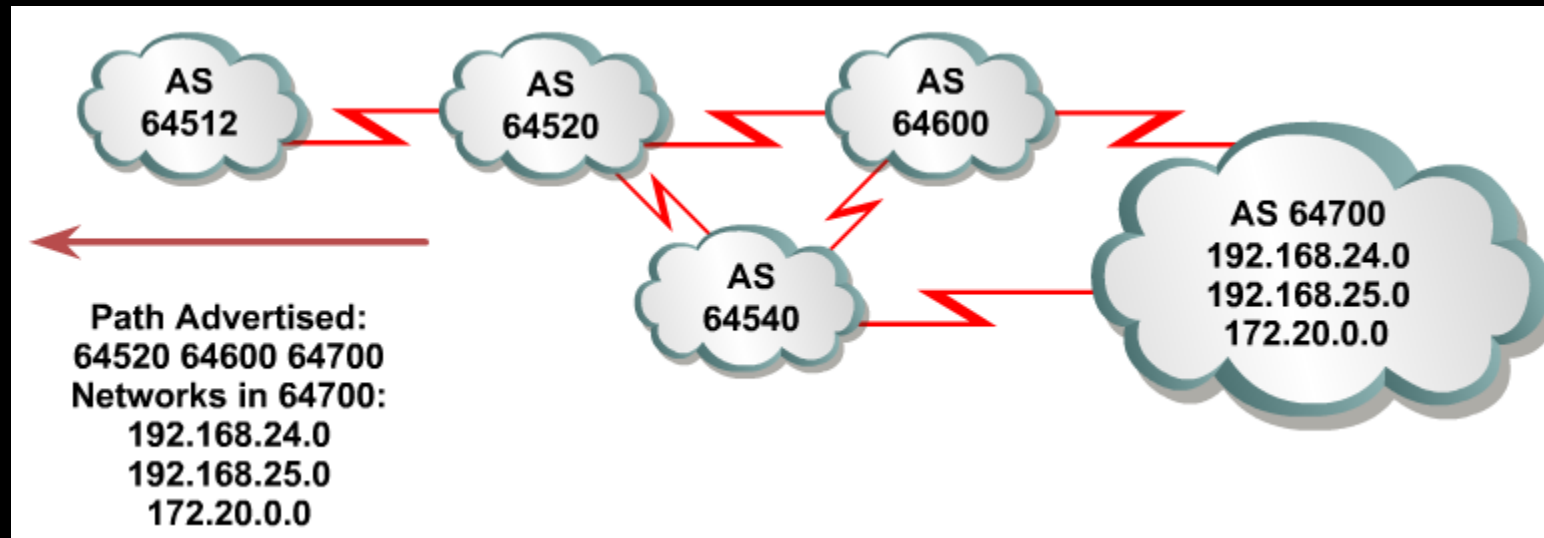 AS
64512
AS
64520
AS
64600
AS 64700
192.168.24.0
192.168.25.0
172.20.0.0
AS
64540
Path Advertised:
64520 64600 64700
Networks in 64700:
192.168.24.0
192.168.25.0
172.20.0.0